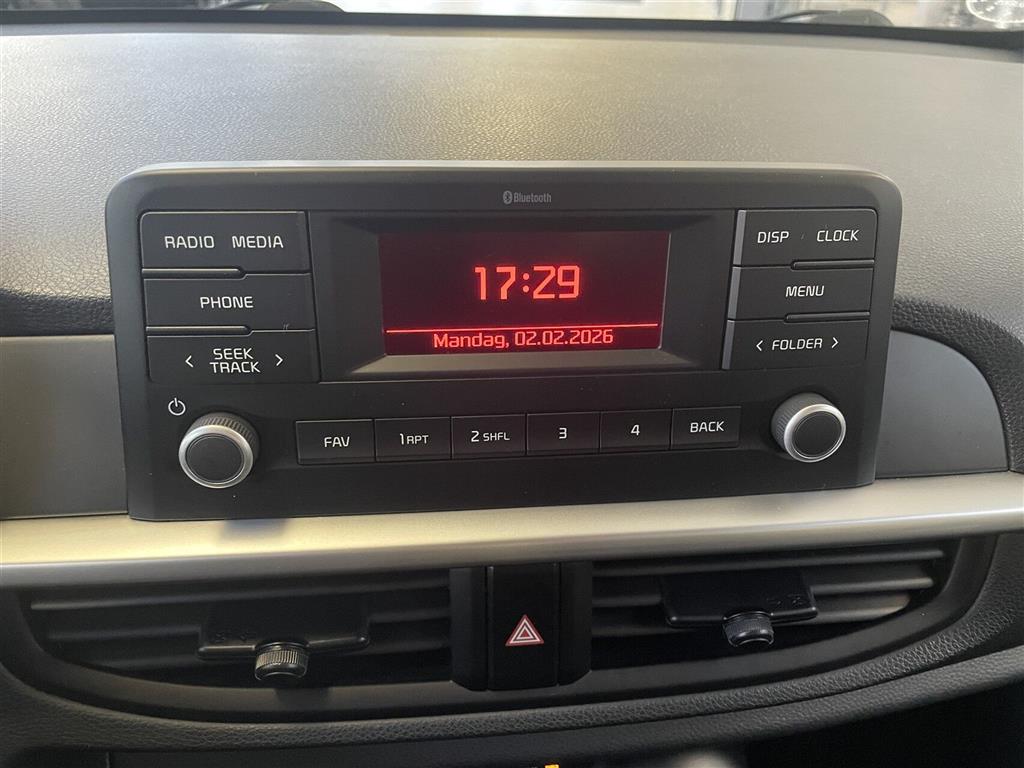 Bluetooth
RADIO MEDIA
PHONE
< SEEK TRACK >
17:29
Mandag, 02.02.2026
DISP CLOCK
MENU
< FOLDER >
FAV
1 RPT
2 SHFL
3
4
BACK